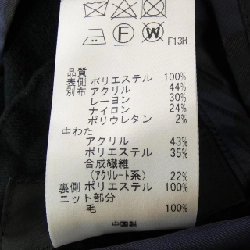 F W F13H
品質
表側 ポリエステル 100%
別布 アクリル 44%
レーヨン 30%
ナイロン 24%
ポリウレタン 2%
中わた
アクリル 43%
ポリエステル 35%
合成繊維
(アクリレート系) 22%
裏側 ポリエステル 100%
ニット部分
毛 100%
中国製